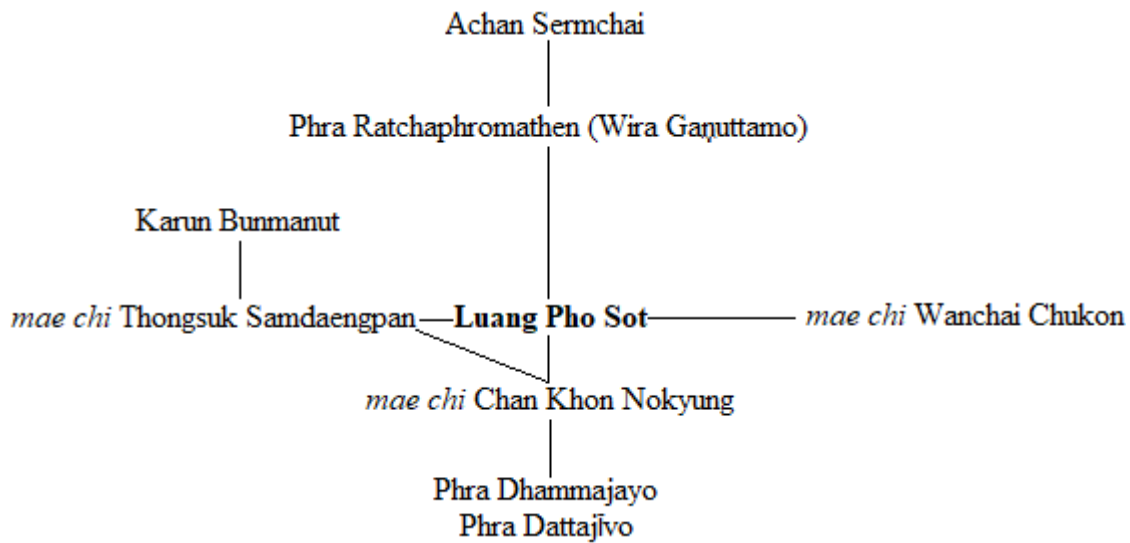 Achan Sermchai
Phra Ratchaphromathen (Wira Gaṇuttamo)
Karun Bunmanut
mae chi Thongsuk Samdaengpan
Luang Pho Sot
mae chi Wanchai Chukon
mae chi Chan Khon Nokyung
Phra Dhammajayo
Phra Dattajīvo